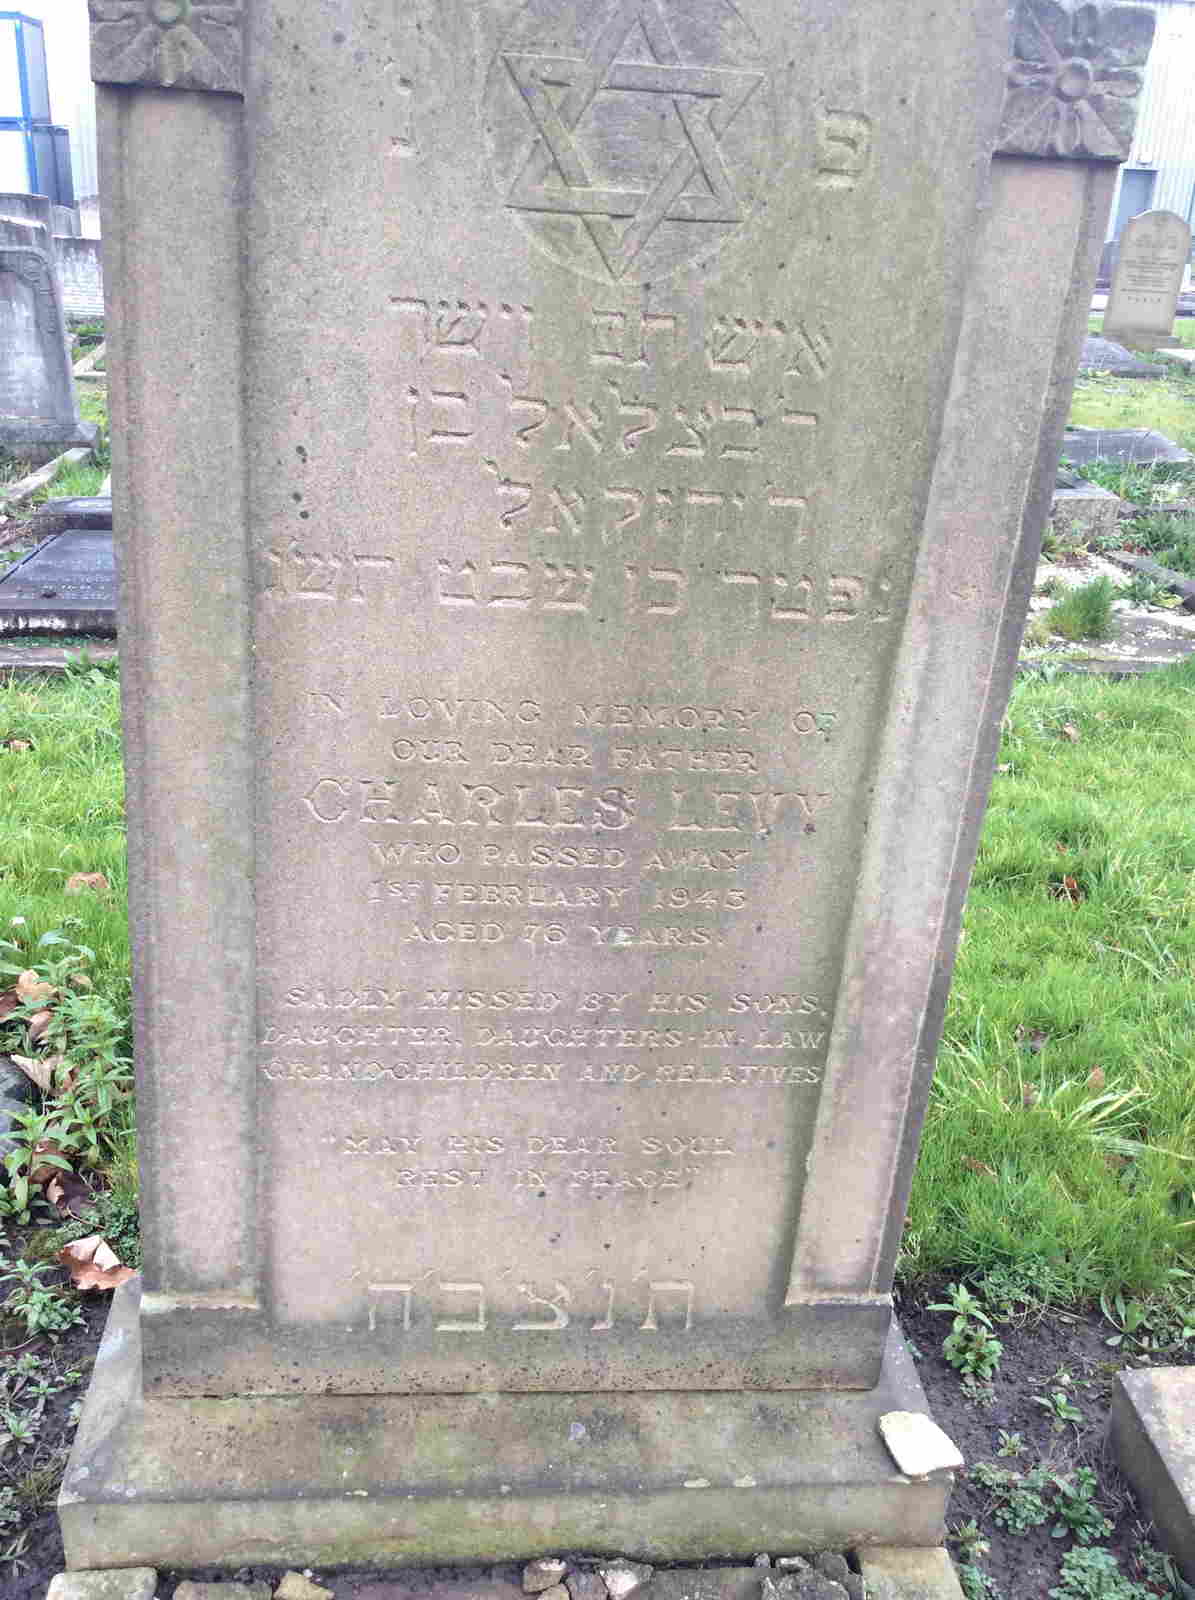 פ נ
איש תם וישר
ר' בצלאל בן
ר' יחזקאל
נפטר כו שבט תש'ג
IN LOVING MEMORY OF
OUR DEAR FATHER
CHARLES LEVY
WHO PASSED AWAY
1ST FEBRUARY 1943
AGED 76 YEARS.
SADLY MISSED BY HIS SONS,
DAUGHTER, DAUGHTERS-IN-LAW
GRANDCHILDREN AND RELATIVES
"MAY HIS DEAR SOUL
REST IN PEACE"
ת'נ'צ'ב'ה'